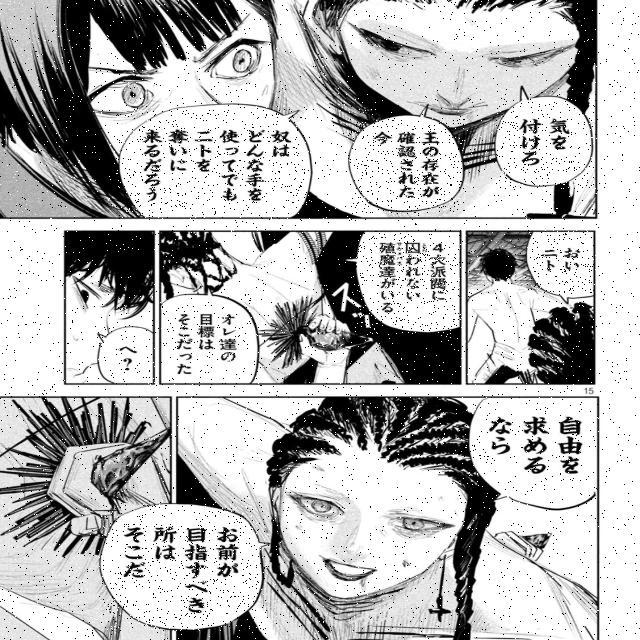 気を
付けろ
王の存在が
確認された
今
奴は
どんな手を
使ってでも
ニトを
奪いに
来るだろう
おい
ニト
4大派閥に
囚われない
殖魔達がいる
ズッ
オレ達の
目標は
そこだった
へ?
15
自由を
求める
なら
お前が
目指すべき
所は
そこだ